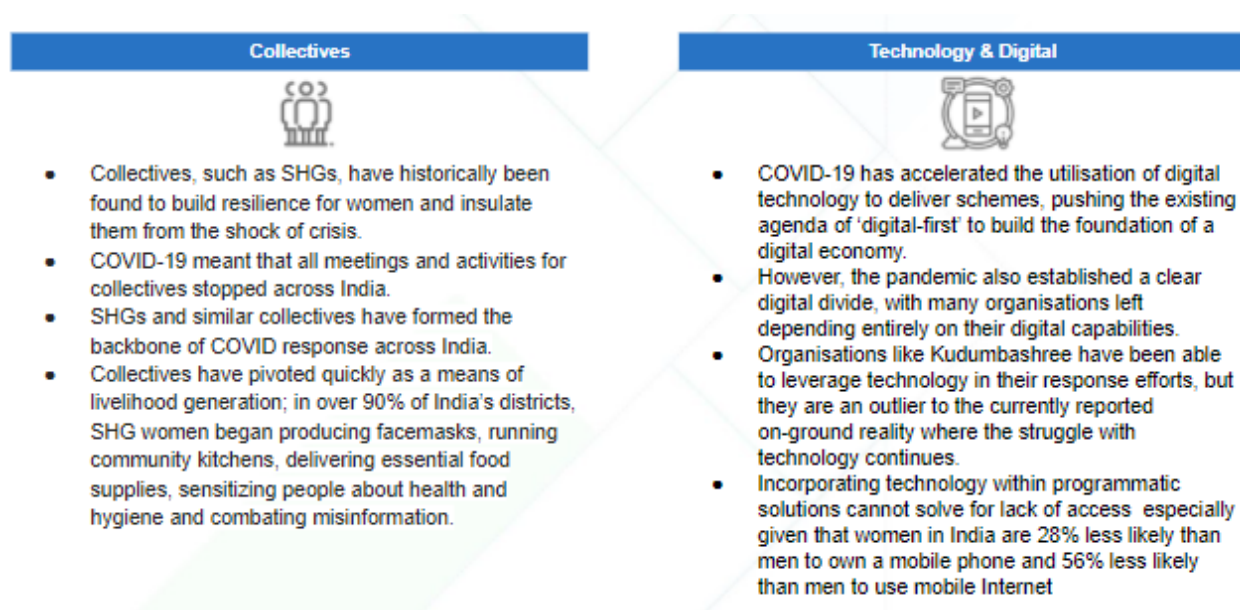 Collectives
● Collectives, such as SHGs, have historically been
found to build resilience for women and insulate
them from the shock of crisis.
● COVID-19 meant that all meetings and activities for
collectives stopped across India.
● SHGs and similar collectives have formed the
backbone of COVID response across India.
● Collectives have pivoted quickly as a means of
livelihood generation; in over 90% of India's districts,
SHG women began producing facemasks, running
community kitchens, delivering essential food
supplies, sensitizing people about health and
hygiene and combating misinformation.
Technology & Digital
● COVID-19 has accelerated the utilisation of digital
technology to deliver schemes, pushing the existing
agenda of ‘digital-first’ to build the foundation of a
digital economy.
● However, the pandemic also established a clear
digital divide, with many organisations left
depending entirely on their digital capabilities.
● Organisations like Kudumbashree have been able
to leverage technology in their response efforts, but
they are an outlier to the currently reported
on-ground reality where the struggle with
technology continues.
● Incorporating technology within programmatic
solutions cannot solve for lack of access  especially
given that women in India are 28% less likely than
men to own a mobile phone and 56% less likely
than men to use mobile Internet